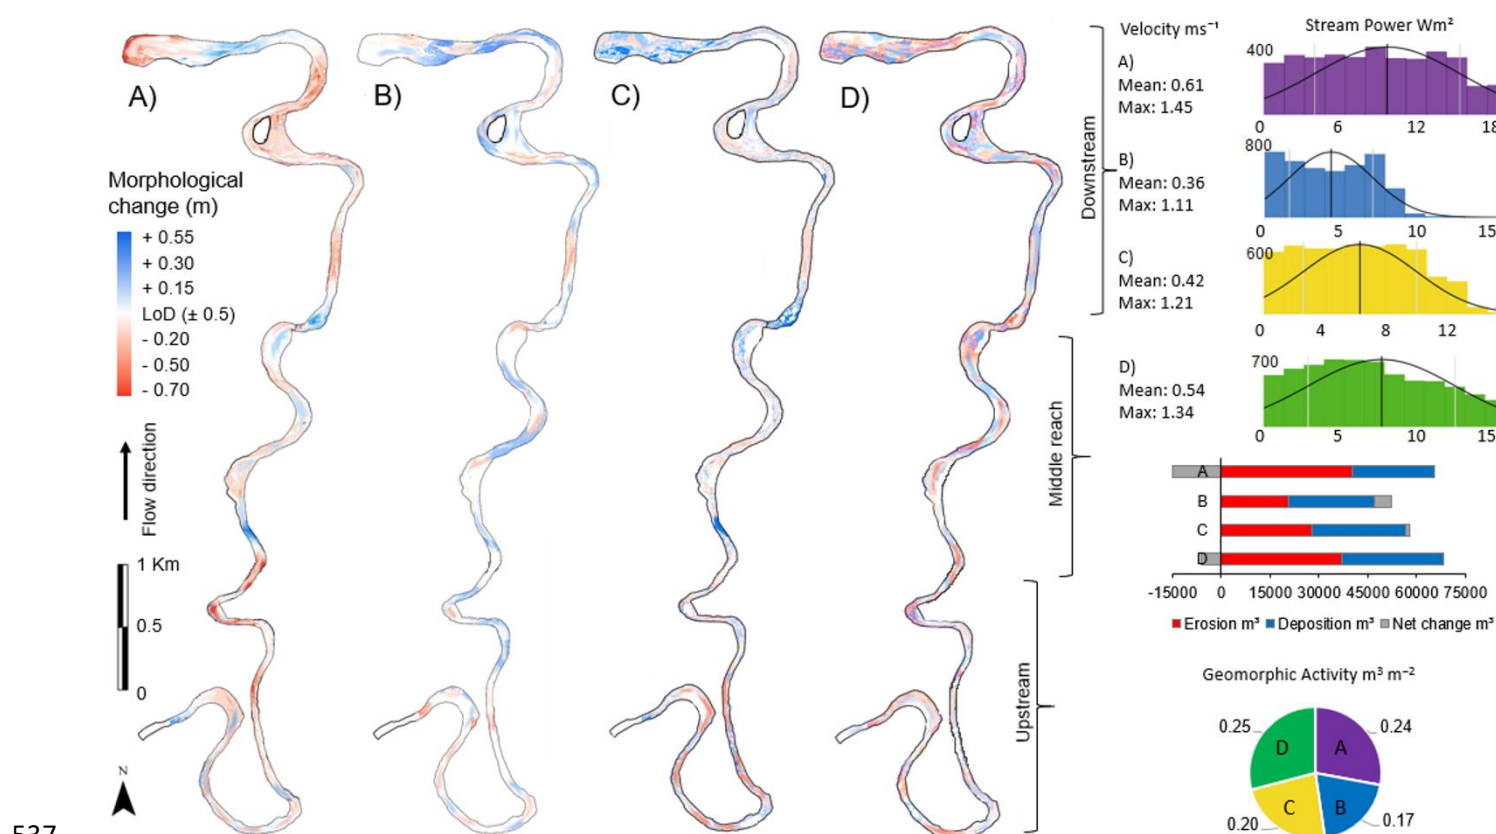 A)
B)
C)
D)
Morphological
change (m)
+ 0.55
+ 0.30
+ 0.15
LoD (± 0.5)
- 0.20
- 0.50
- 0.70
Flow direction
1 Km
0.5
0
N
Downstream
Middle reach
Upstream
Velocity ms⁻¹
A)
Mean: 0.61
Max: 1.45
B)
Mean: 0.36
Max: 1.11
C)
Mean: 0.42
Max: 1.21
D)
Mean: 0.54
Max: 1.34
Stream Power Wm²
400
0 6 12 18
800
5 10 15
600
0 4 8 12
700
0 5 10 15
A
B
C
D
-15000 0 15000 30000 45000 60000 75000
Erosion m³ Deposition m³ Net change m³
Geomorphic Activity m³ m⁻²
0.25 D A 0.24
0.20 C B 0.17
537